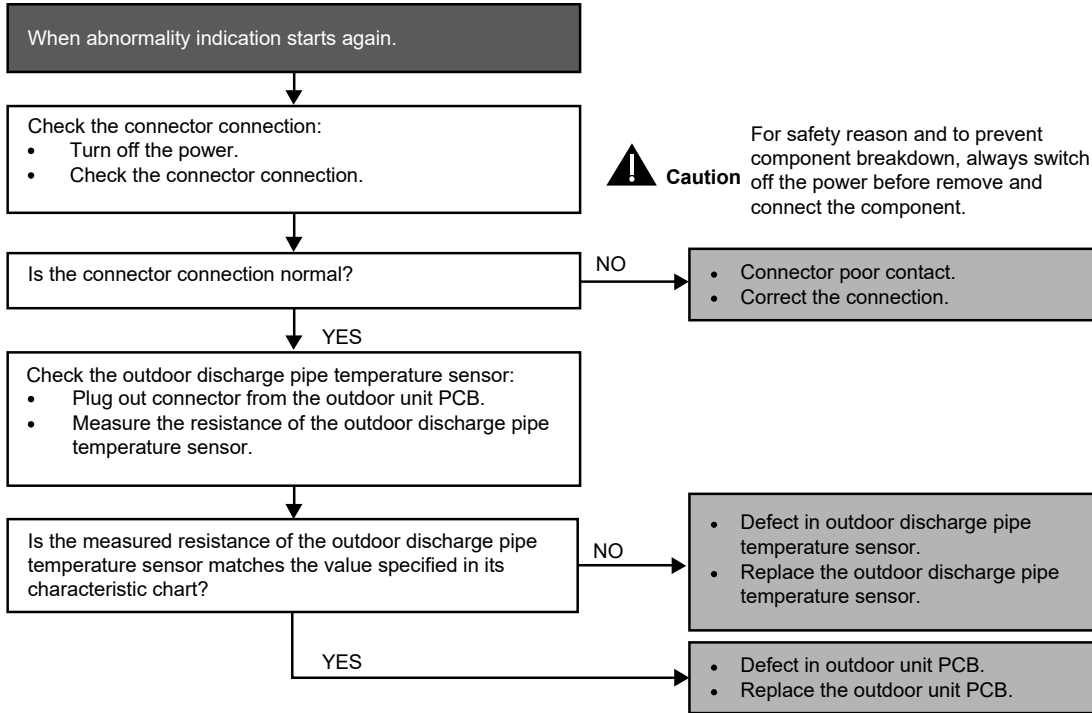 When abnormality indication starts again.
Check the connector connection:
• Turn off the power.
• Check the connector connection.
Caution
For safety reason and to prevent
component breakdown, always switch
off the power before remove and
connect the component.
Is the connector connection normal?
NO
• Connector poor contact.
• Correct the connection.
YES
Check the outdoor discharge pipe temperature sensor:
• Plug out connector from the outdoor unit PCB.
• Measure the resistance of the outdoor discharge pipe
temperature sensor.
Is the measured resistance of the outdoor discharge pipe
temperature sensor matches the value specified in its
characteristic chart?
NO
• Defect in outdoor discharge pipe
temperature sensor.
• Replace the outdoor discharge pipe
temperature sensor.
YES
• Defect in outdoor unit PCB.
• Replace the outdoor unit PCB.